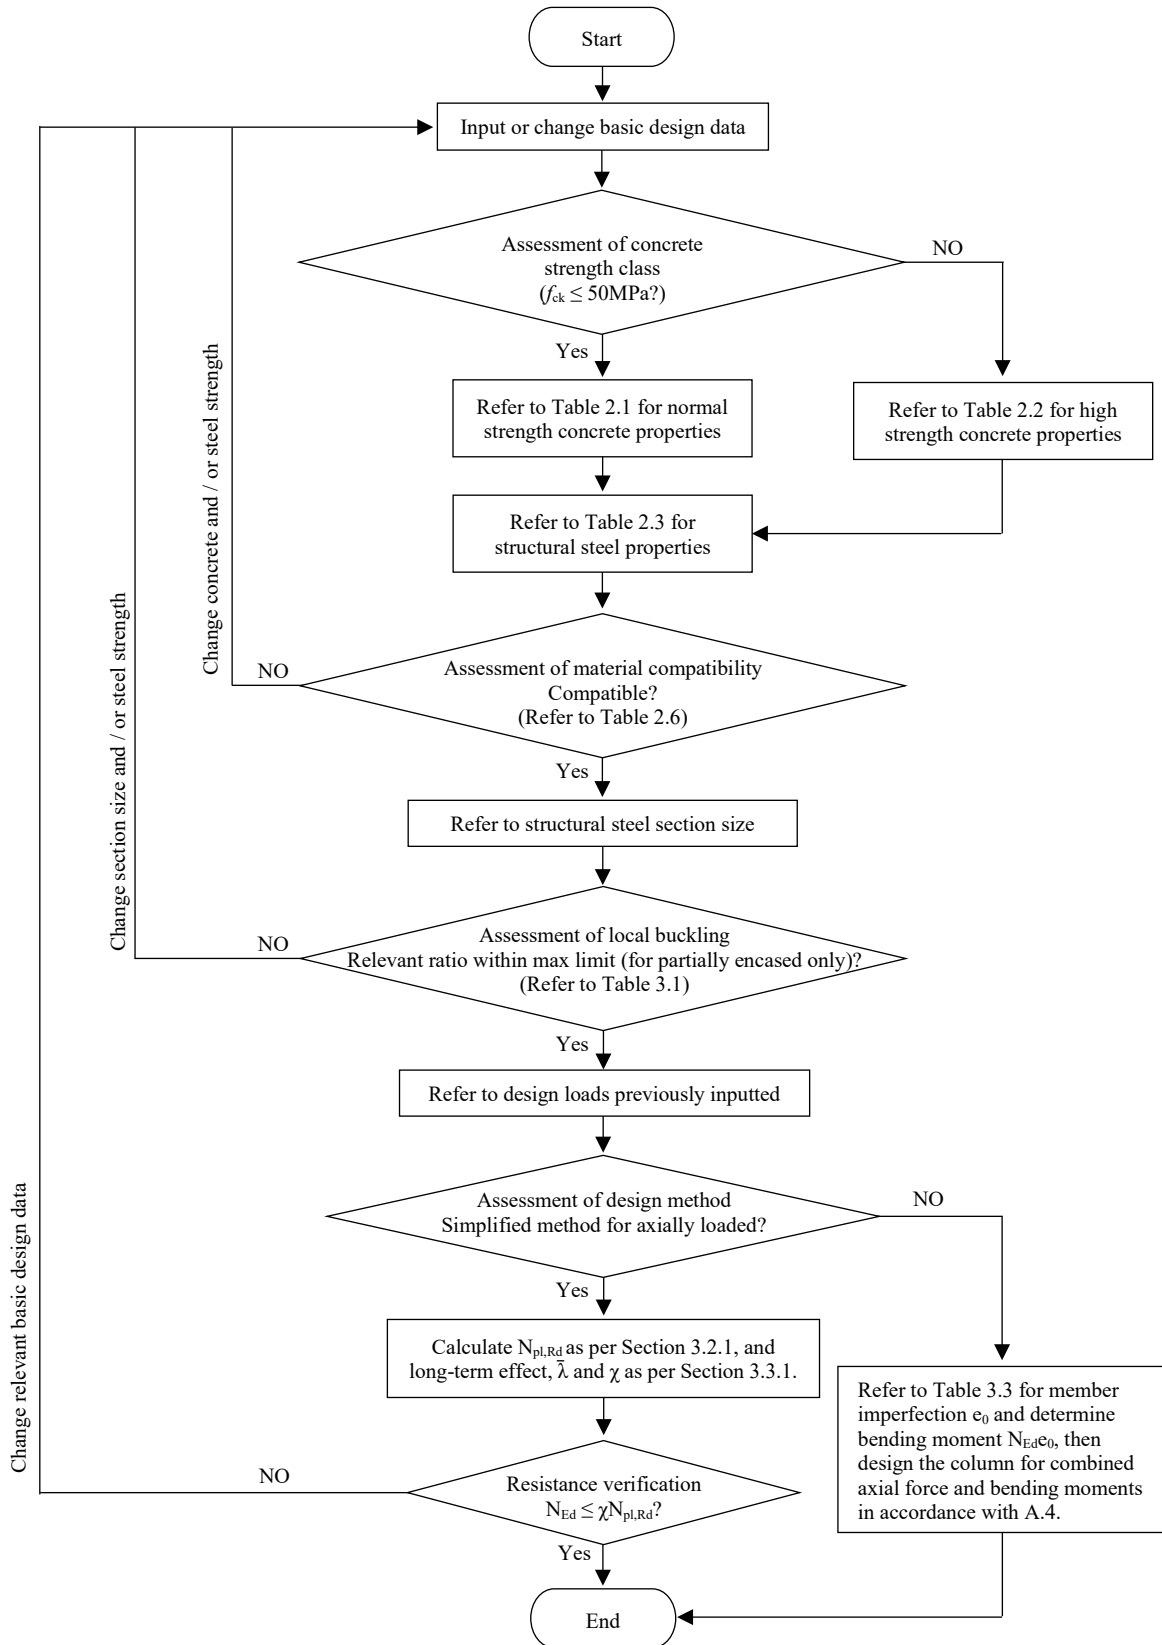 Start
Input or change basic design data
Assessment of concrete
strength class
(fck ≤ 50MPa?)
NO
Yes
Refer to Table 2.1 for normal
strength concrete properties
Refer to Table 2.2 for high
strength concrete properties
Refer to Table 2.3 for
structural steel properties
Change concrete and / or steel strength
Assessment of material compatibility
Compatible?
(Refer to Table 2.6)
NO
Yes
Change section size and / or steel strength
Refer to structural steel section size
Assessment of local buckling
Relevant ratio within max limit (for partially encased only)?
(Refer to Table 3.1)
NO
Yes
Refer to design loads previously inputted
Assessment of design method
Simplified method for axially loaded?
NO
Yes
Change relevant basic design data
Calculate Npl,Rd as per Section 3.2.1, and
long-term effect, λ̄ and χ as per Section 3.3.1.
Refer to Table 3.3 for member
imperfection e0 and determine
bending moment NEde0, then
design the column for combined
axial force and bending moments
in accordance with A.4.
Resistance verification
NEd ≤ χNpl,Rd?
NO
Yes
End